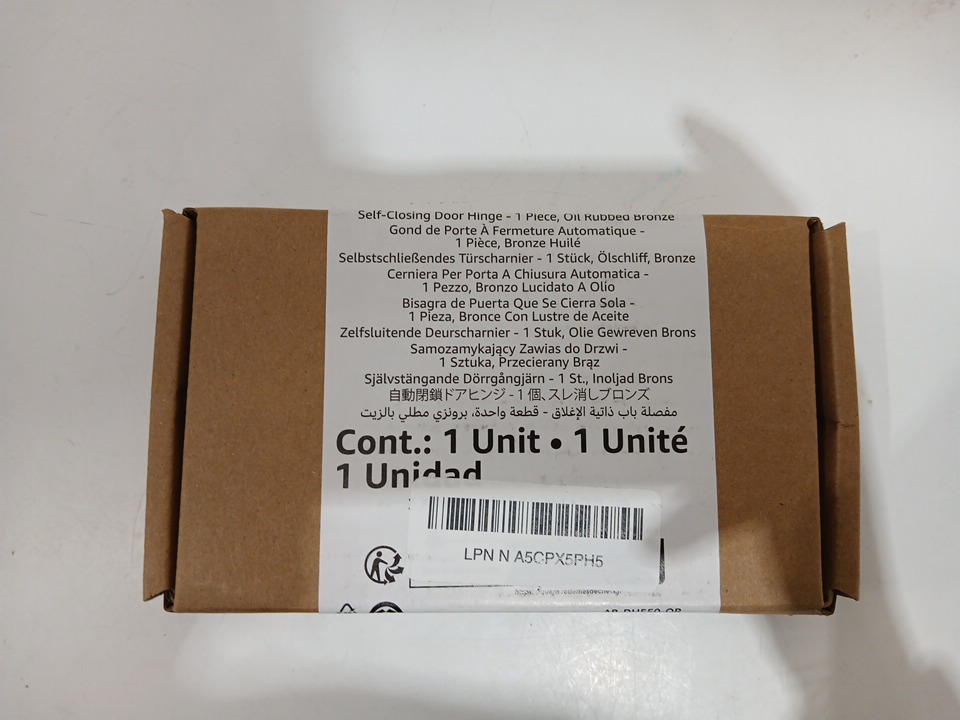 Self-Closing Door Hinge - 1 Piece, Oil Rubbed Bronze
Gond de Porte À Fermeture Automatique -
1 Pièce, Bronze Huilé
Selbstschließendes Türscharnier - 1 Stück, Ölschliff, Bronze
Cerniera Per Porta A Chiusura Automatica -
1 Pezzo, Bronzo Lucidato A Olio
Bisagra de Puerta Que Se Cierra Sola -
1 Pieza, Bronce Con Lustre de Aceite
Zelfsluitende Deurscharnier - 1 Stuk, Olie Gewreven Brons
Samozamykający Zawias do Drzwi -
1 Sztuka, Przecierany Brąz
Självstängande Dörrgångjärn - 1 St., Inoljad Brons
自動閉鎖ドアヒンジ - 1 個、スレ消しブロンズ
مفصلة باب ذاتية الإغلاق - قطعة واحدة، برونزي مطلي بالزيت
Cont.: 1 Unit • 1 Unité
1 Unidad
LPN N A5CPX5PH5